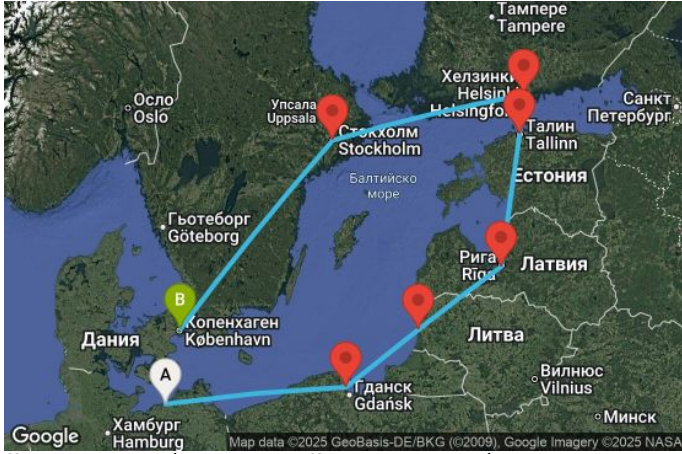 Тампере
Tampere
Осло
Oslo
Упсала
Uppsala
Хелзинки
Helsinki
Helsingfo
Санкт
Петербург
Стокхолм
Stockholm
Талин
Tallinn
Балтийско
море
Естония
Гьотеборг
Göteborg
Рига
Rīga
Латвия
B
Копенхаген
København
Дания
Литва
A
Гданск
Gdańsk
Вилнюс
Vilnius
Минск
Хамбург
Hamburg
Google
Map data ©2025 GeoBasis-DE/BKG (©2009), Google Imagery ©2025 NASA